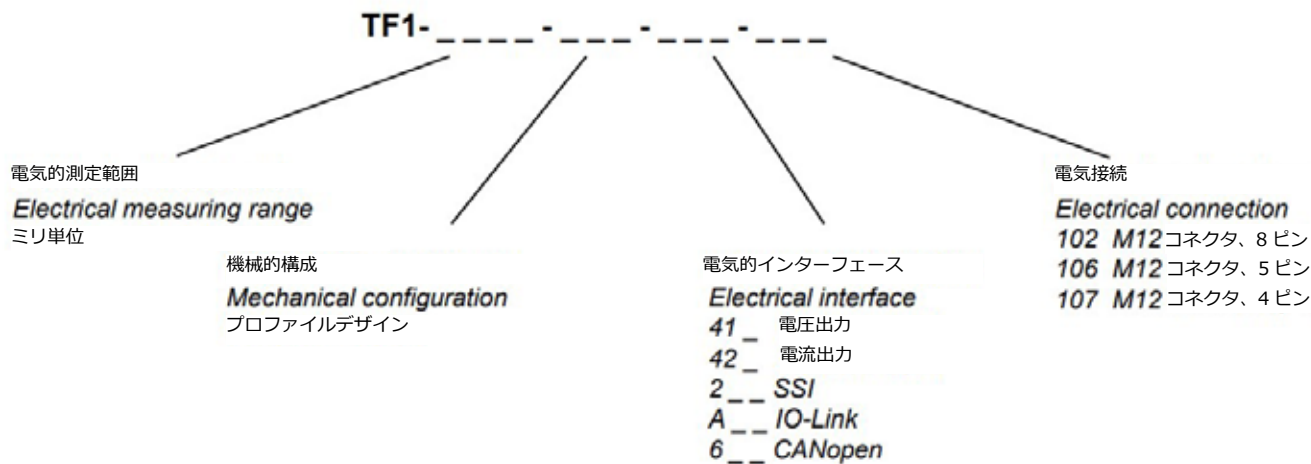 TF1- _ _ _ _ - _ _ _ - _ _ _ - _ _ _
電気的測定範囲
Electrical measuring range
ミリ単位
機械的構成
Mechanical configuration
プロファイルデザイン
電気的インターフェース
Electrical interface
41 _ 電圧出力
42 _ 電流出力
2 _ _ SSI
A _ _ IO-Link
6 _ _ CANopen
電気接続
Electrical connection
102 M12コネクタ、8ピン
106 M12コネクタ、5ピン
107 M12コネクタ、4ピン